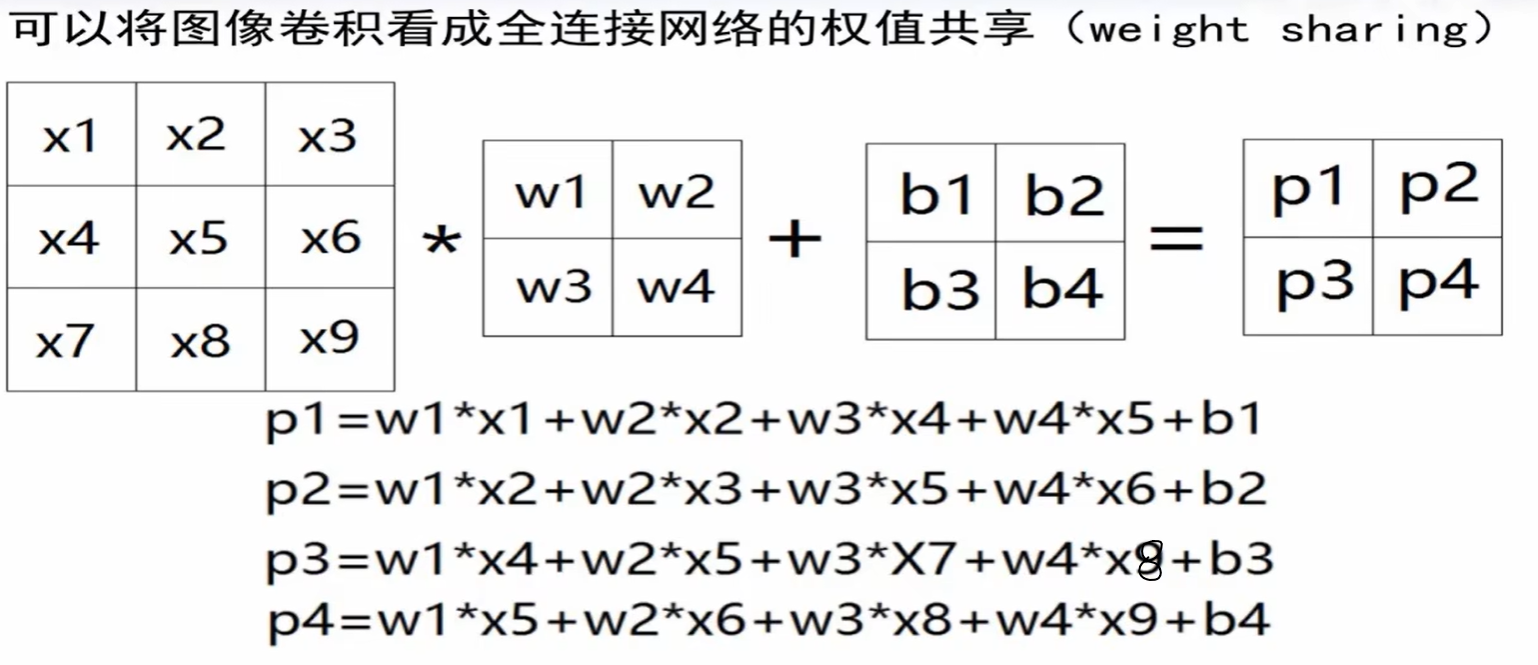 可以将图像卷积看成全连接网络的权值共享（weight sharing）
x1 x2 x3
x4 x5 x6
x7 x8 x9
*
w1 w2
w3 w4
+
b1 b2
b3 b4
=
p1 p2
p3 p4
p1=w1*x1+w2*x2+w3*x4+w4*x5+b1
p2=w1*x2+w2*x3+w3*x5+w4*x6+b2
p3=w1*x4+w2*x5+w3*X7+w4*x8+b3
p4=w1*x5+w2*x6+w3*x8+w4*x9+b4